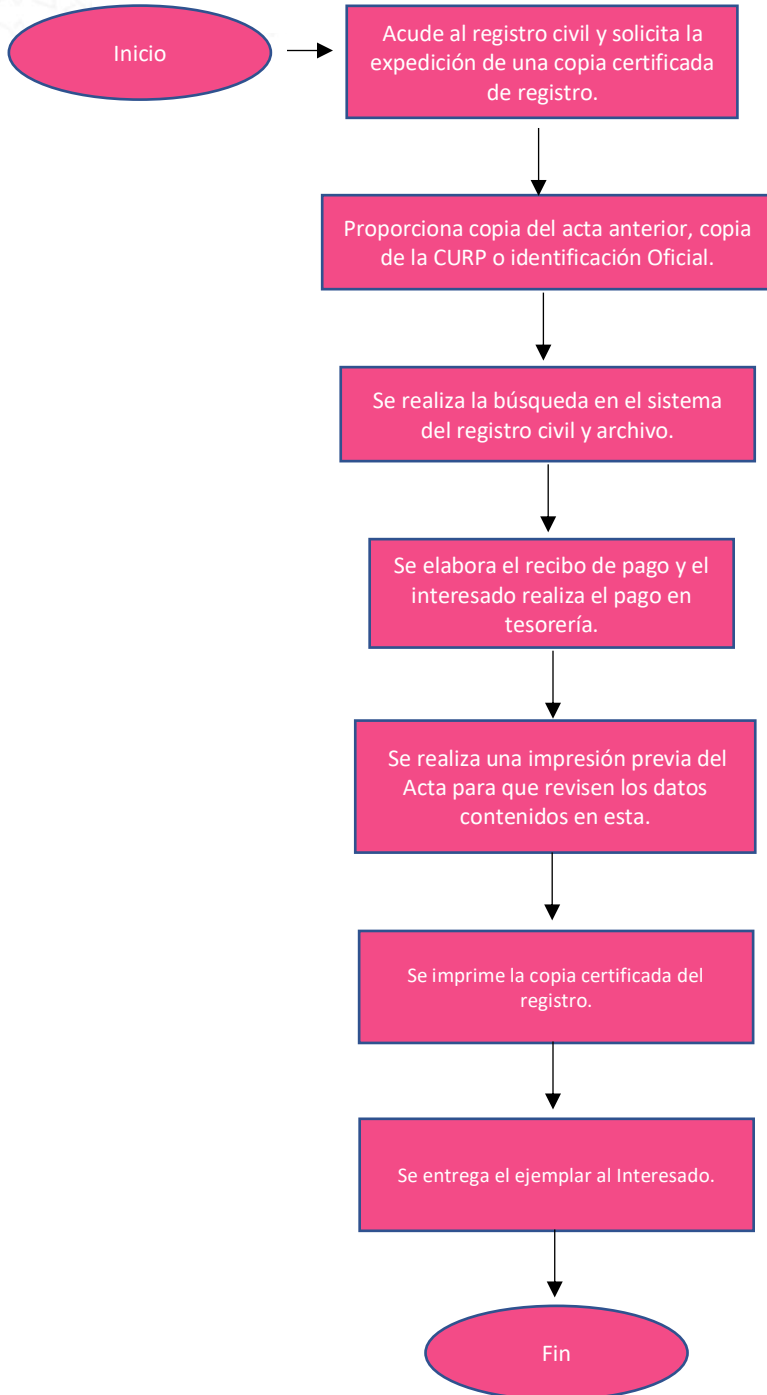 Inicio
Acude al registro civil y solicita la
expedición de una copia certificada
de registro.
Proporciona copia del acta anterior, copia
de la CURP o identificación Oficial.
Se realiza la búsqueda en el sistema
del registro civil y archivo.
Se elabora el recibo de pago y el
interesado realiza el pago en
tesorería.
Se realiza una impresión previa del
Acta para que revisen los datos
contenidos en esta.
Se imprime la copia certificada del
registro.
Se entrega el ejemplar al Interesado.
Fin